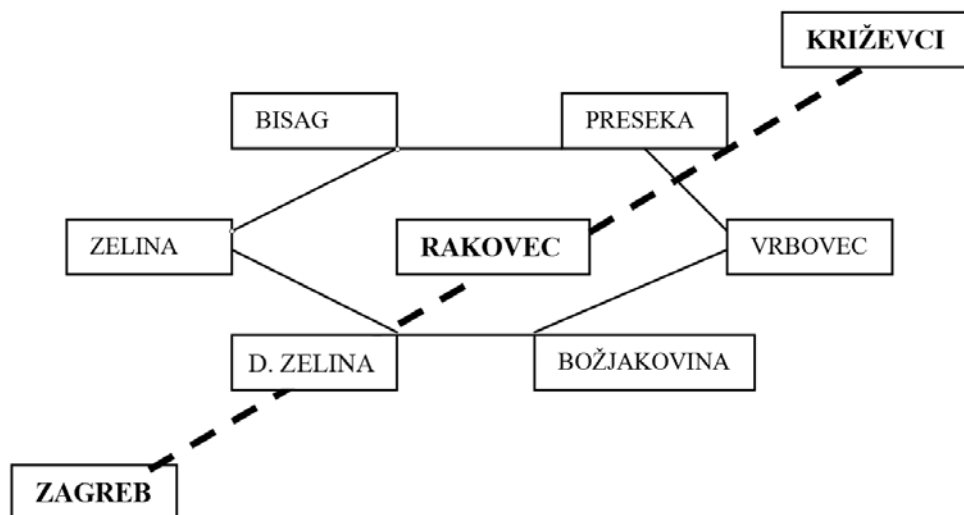 KRIŽEVCI
BISAG
PRESEKA
ZELINA
RAKOVEC
VRBOVEC
D. ZELINA
BOŽJAKOVINA
ZAGREB